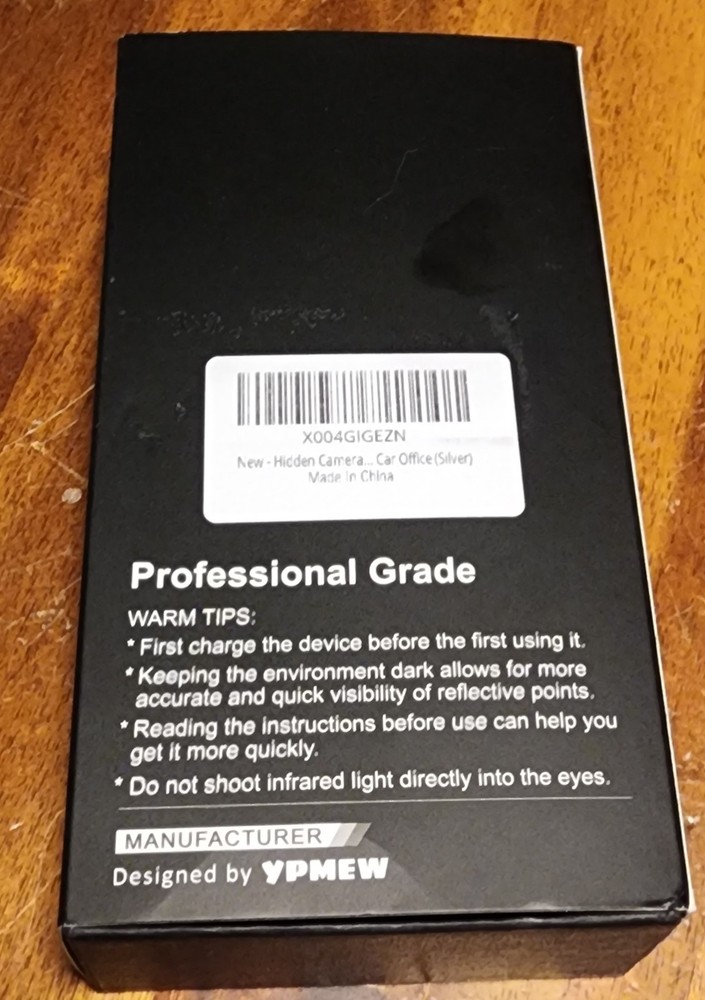 X004GIGEZN
New - Hidden Camera... Car Office (Silver)
Made in China
Professional Grade
WARM TIPS:
* First charge the device before the first using it.
* Keeping the environment dark allows for more
accurate and quick visibility of reflective points.
* Reading the instructions before use can help you
get it more quickly.
* Do not shoot infrared light directly into the eyes.
MANUFACTURER
Designed by YPMEW